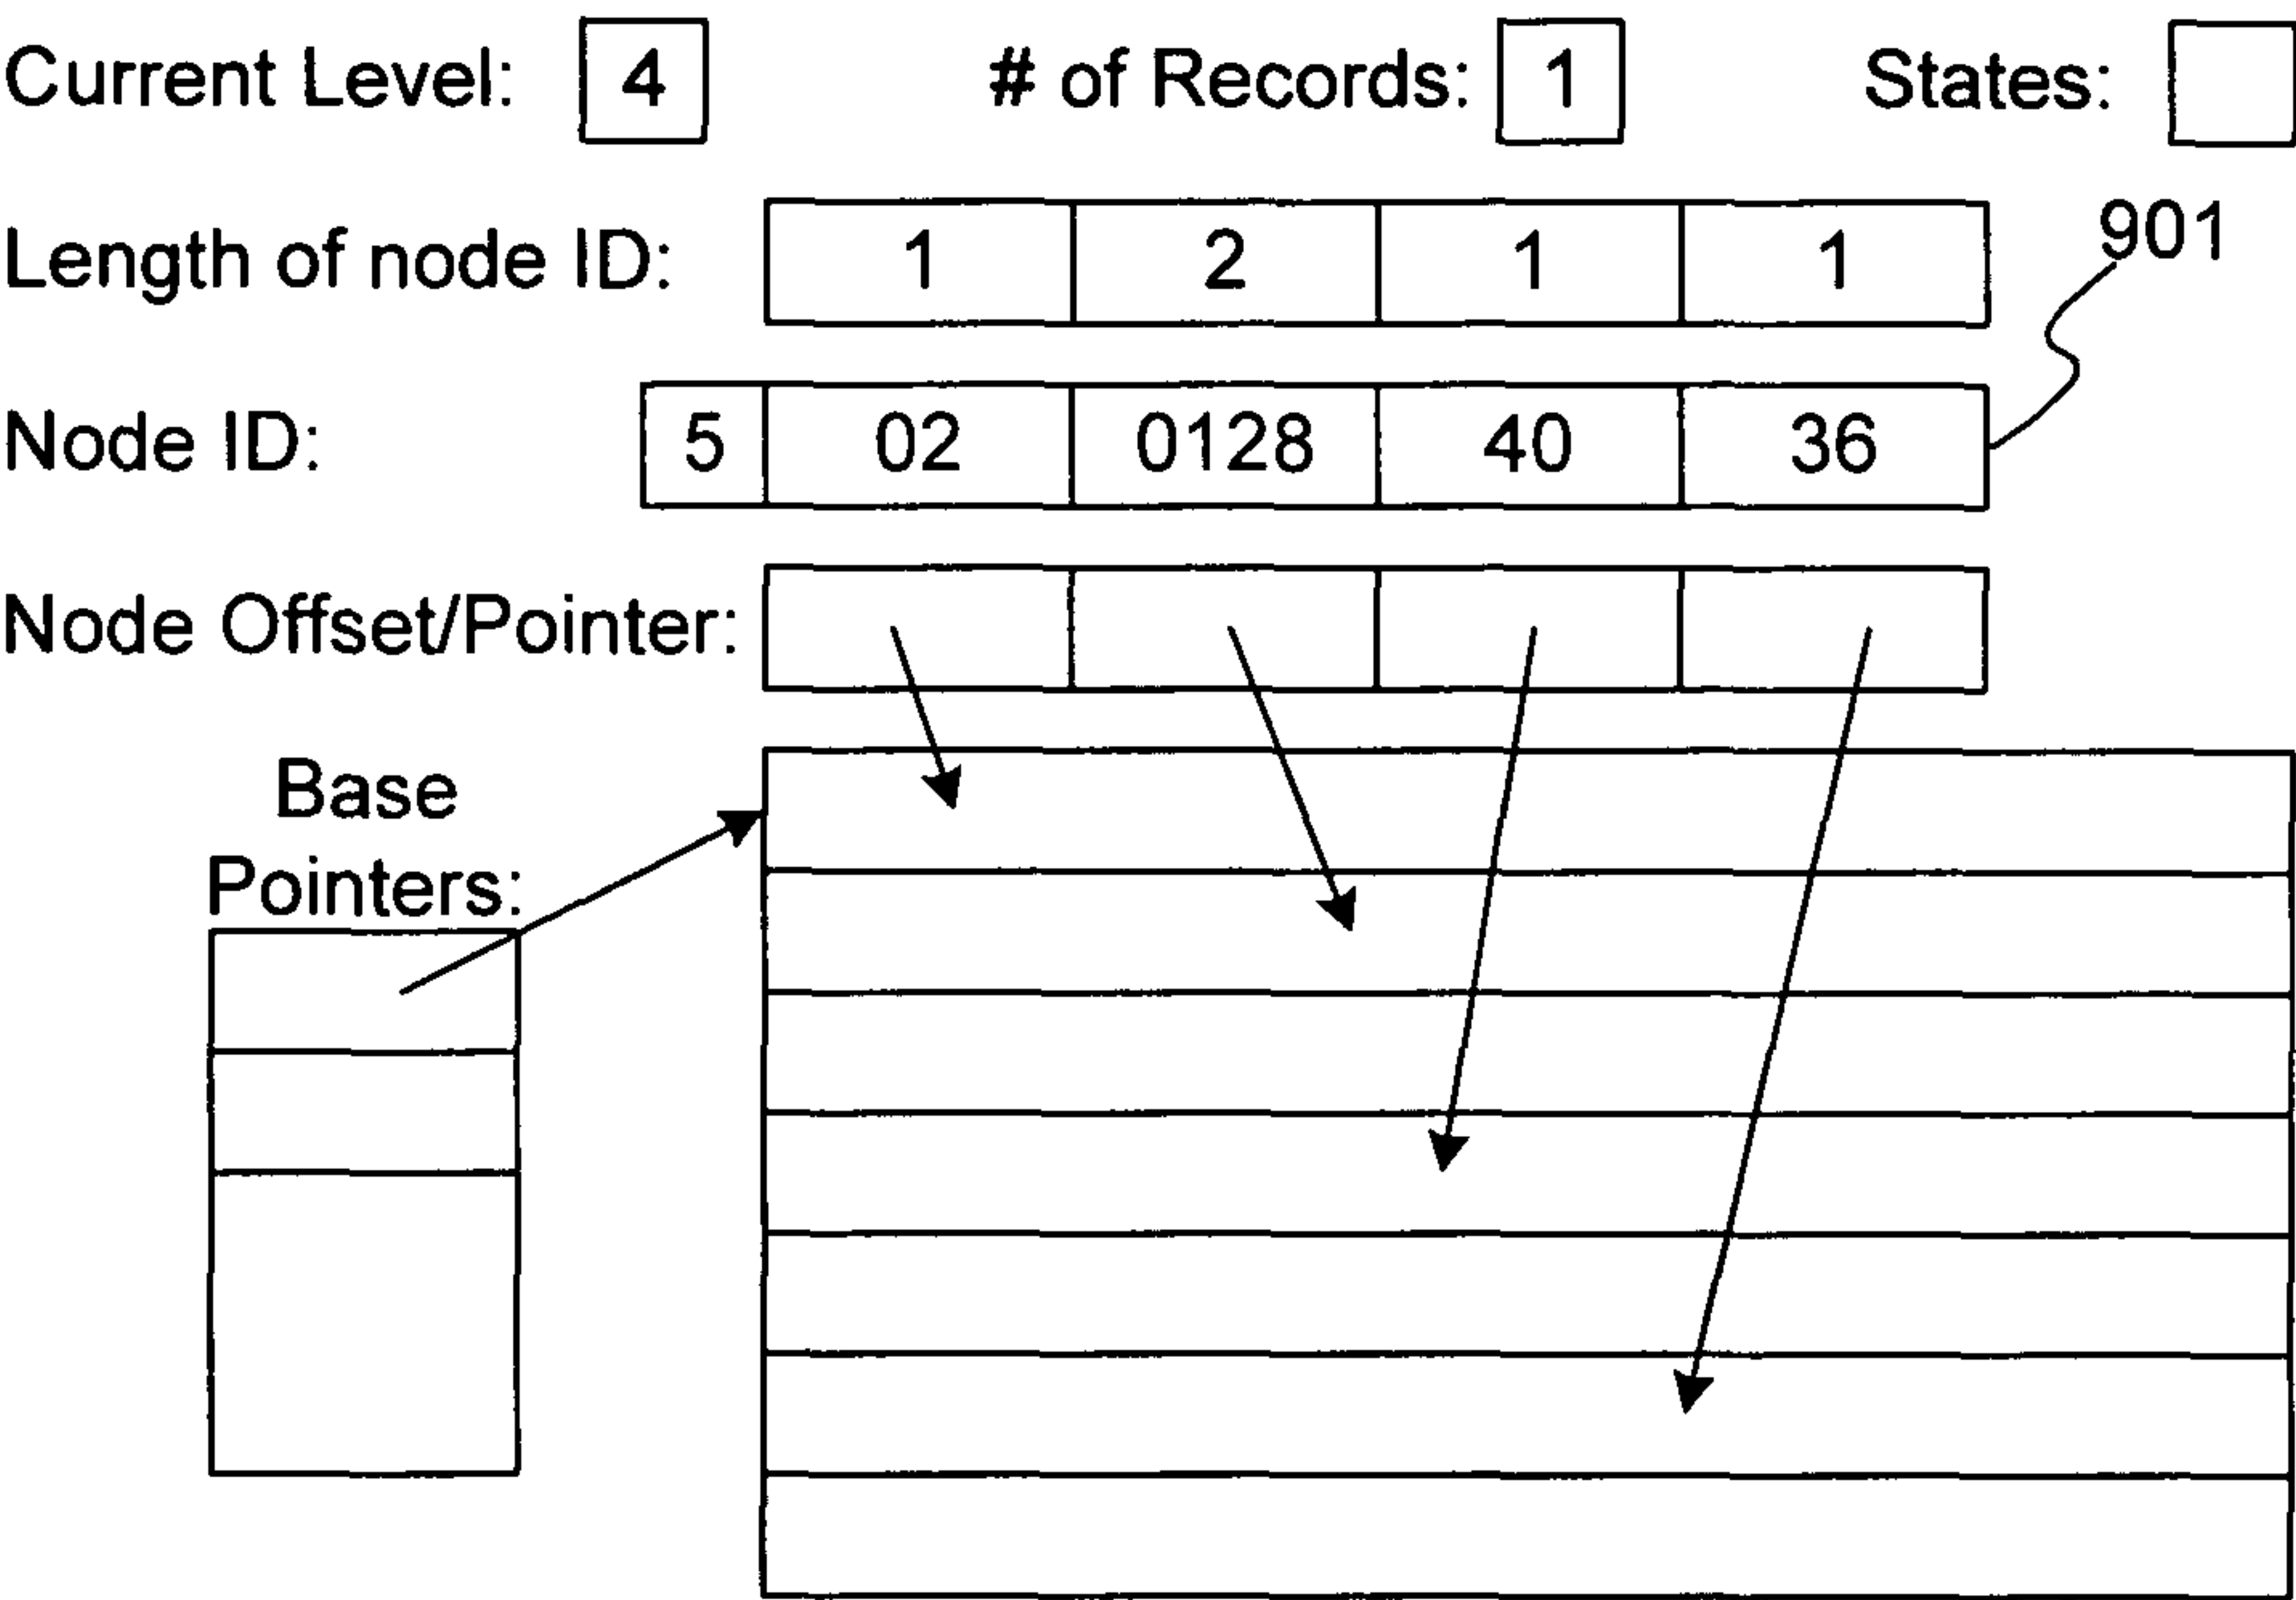 Current Level: 4 # of Records: 1 States:
Length of node ID: 1 2 1 1
901
Node ID: 5 02 0128 40 36
Node Offset/Pointer:
Base
Pointers: